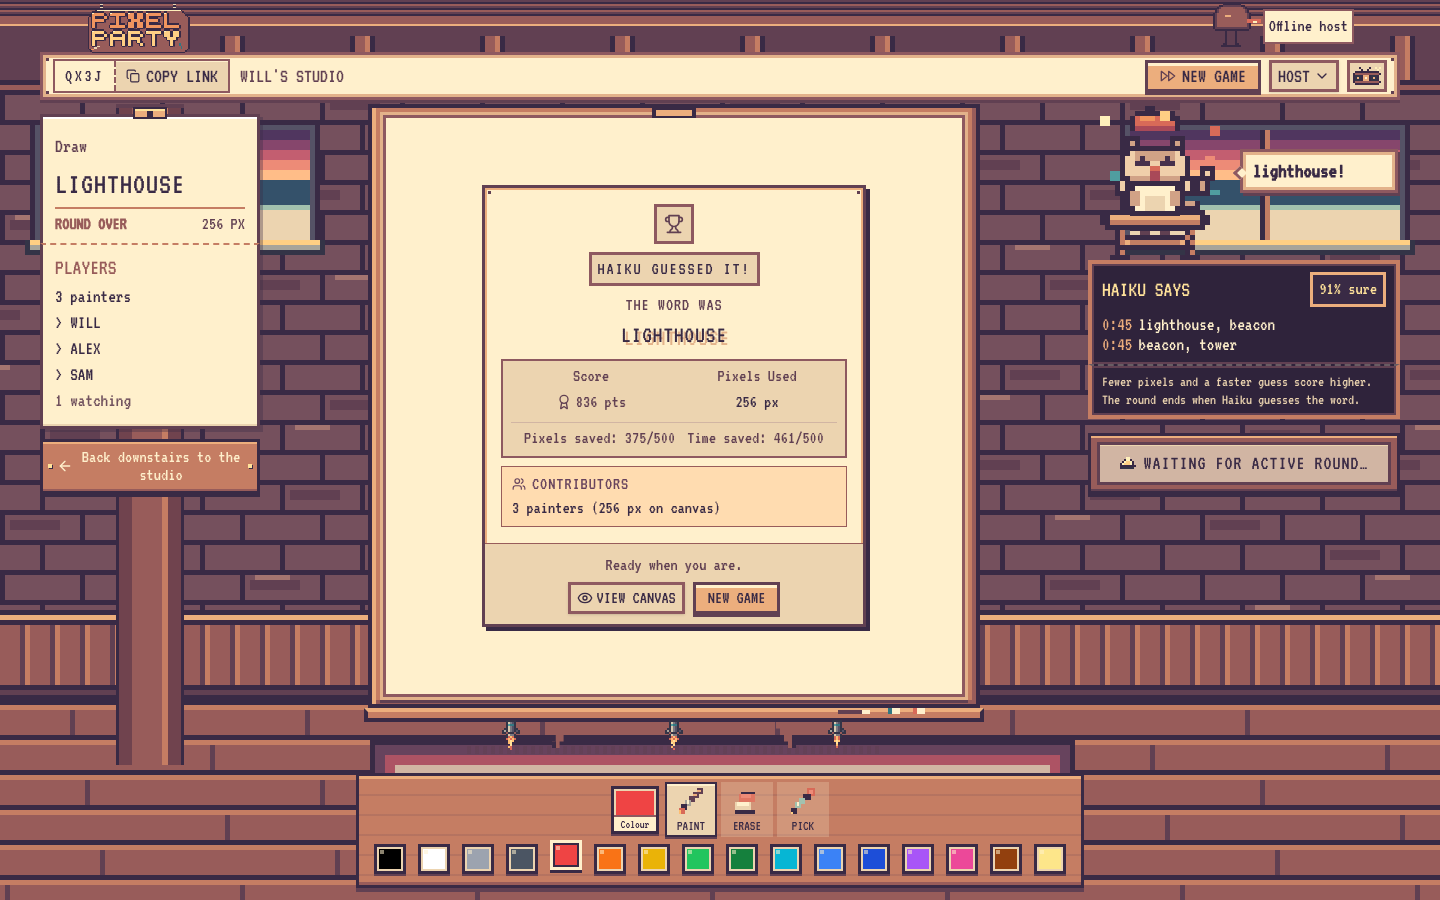 PIXEL
PARTY
Offline host
QX3J
COPY LINK
WILL'S STUDIO
NEW GAME
HOST
Draw
LIGHTHOUSE
ROUND OVER
256 PX
PLAYERS
3 painters
> WILL
> ALEX
> SAM
1 watching
Back downstairs to the
studio
HAIKU GUESSED IT!
THE WORD WAS
LIGHTHOUSE
Score
Pixels Used
836 pts
256 px
Pixels saved: 375/500
Time saved: 461/500
CONTRIBUTORS
3 painters (256 px on canvas)
Ready when you are.
VIEW CANVAS
NEW GAME
lighthouse!
HAIKU SAYS
91% sure
0:45 lighthouse, beacon
0:45 beacon, tower
Fewer pixels and a faster guess score higher.
The round ends when Haiku guesses the word.
WAITING FOR ACTIVE ROUND…
Colour
PAINT
ERASE
PICK